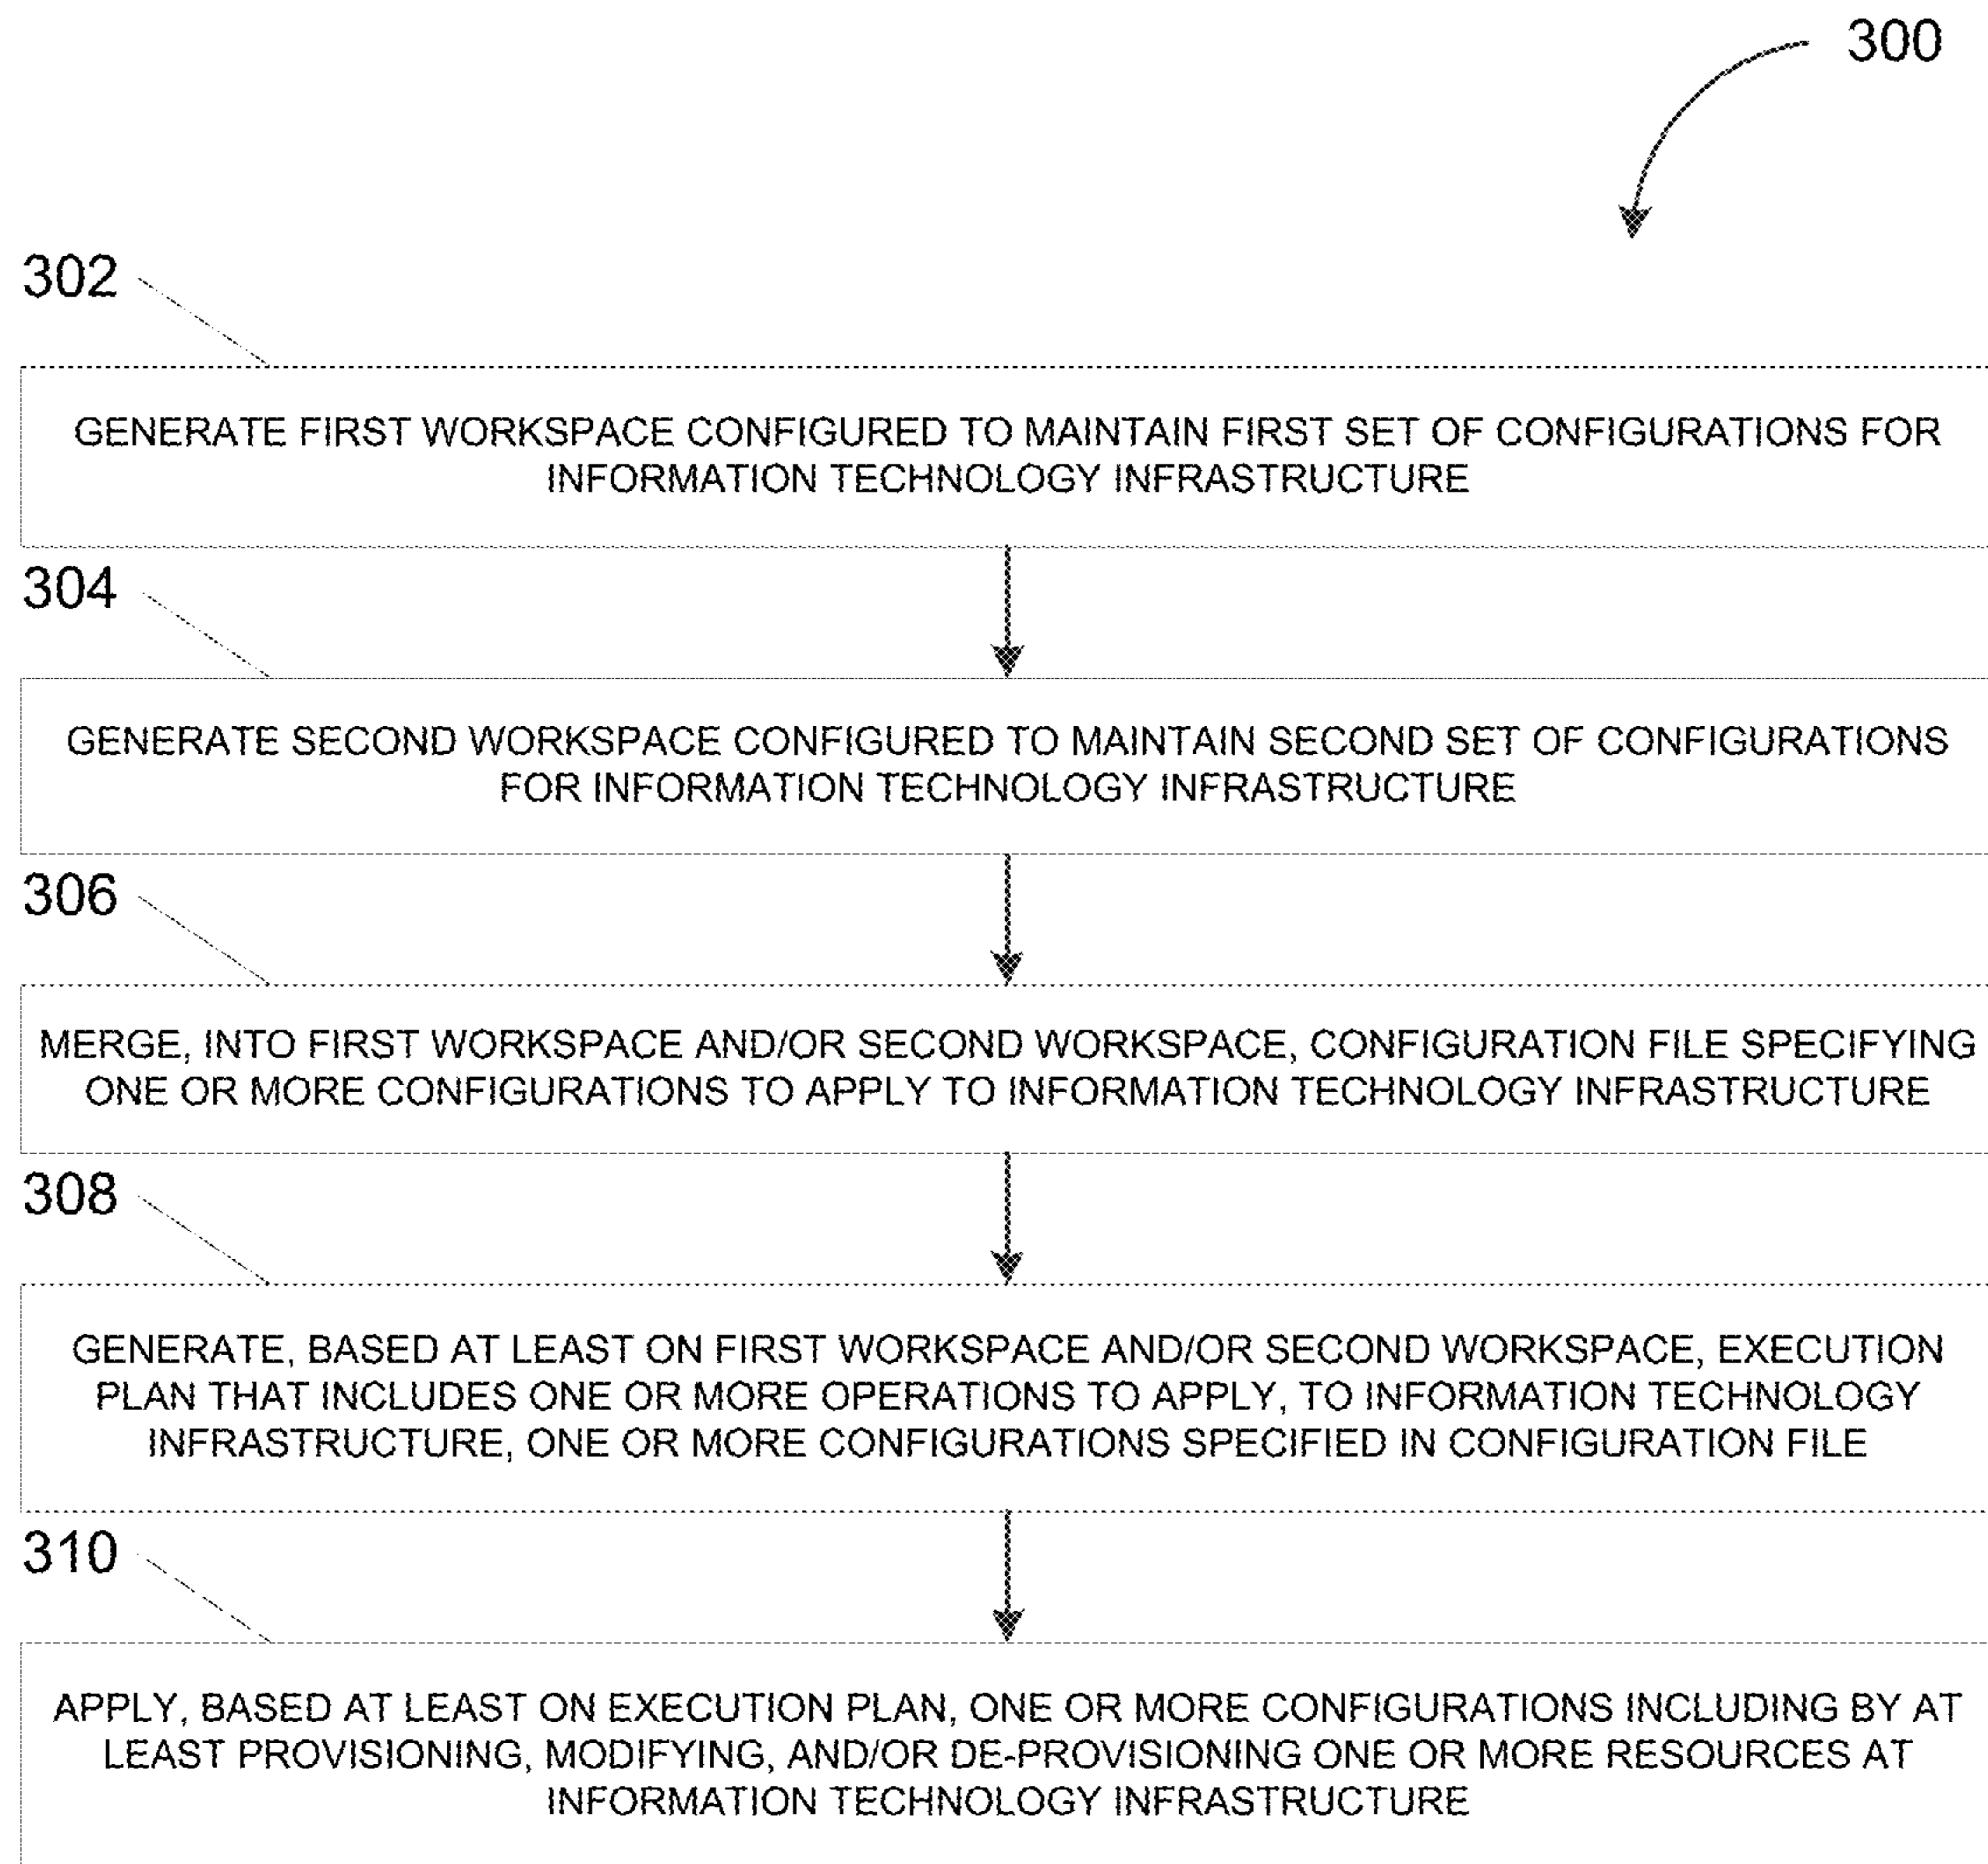 300
302
GENERATE FIRST WORKSPACE CONFIGURED TO MAINTAIN FIRST SET OF CONFIGURATIONS FOR
INFORMATION TECHNOLOGY INFRASTRUCTURE
304
GENERATE SECOND WORKSPACE CONFIGURED TO MAINTAIN SECOND SET OF CONFIGURATIONS
FOR INFORMATION TECHNOLOGY INFRASTRUCTURE
306
MERGE, INTO FIRST WORKSPACE AND/OR SECOND WORKSPACE, CONFIGURATION FILE SPECIFYING
ONE OR MORE CONFIGURATIONS TO APPLY TO INFORMATION TECHNOLOGY INFRASTRUCTURE
308
GENERATE, BASED AT LEAST ON FIRST WORKSPACE AND/OR SECOND WORKSPACE, EXECUTION
PLAN THAT INCLUDES ONE OR MORE OPERATIONS TO APPLY, TO INFORMATION TECHNOLOGY
INFRASTRUCTURE, ONE OR MORE CONFIGURATIONS SPECIFIED IN CONFIGURATION FILE
310
APPLY, BASED AT LEAST ON EXECUTION PLAN, ONE OR MORE CONFIGURATIONS INCLUDING BY AT
LEAST PROVISIONING, MODIFYING, AND/OR DE-PROVISIONING ONE OR MORE RESOURCES AT
INFORMATION TECHNOLOGY INFRASTRUCTURE